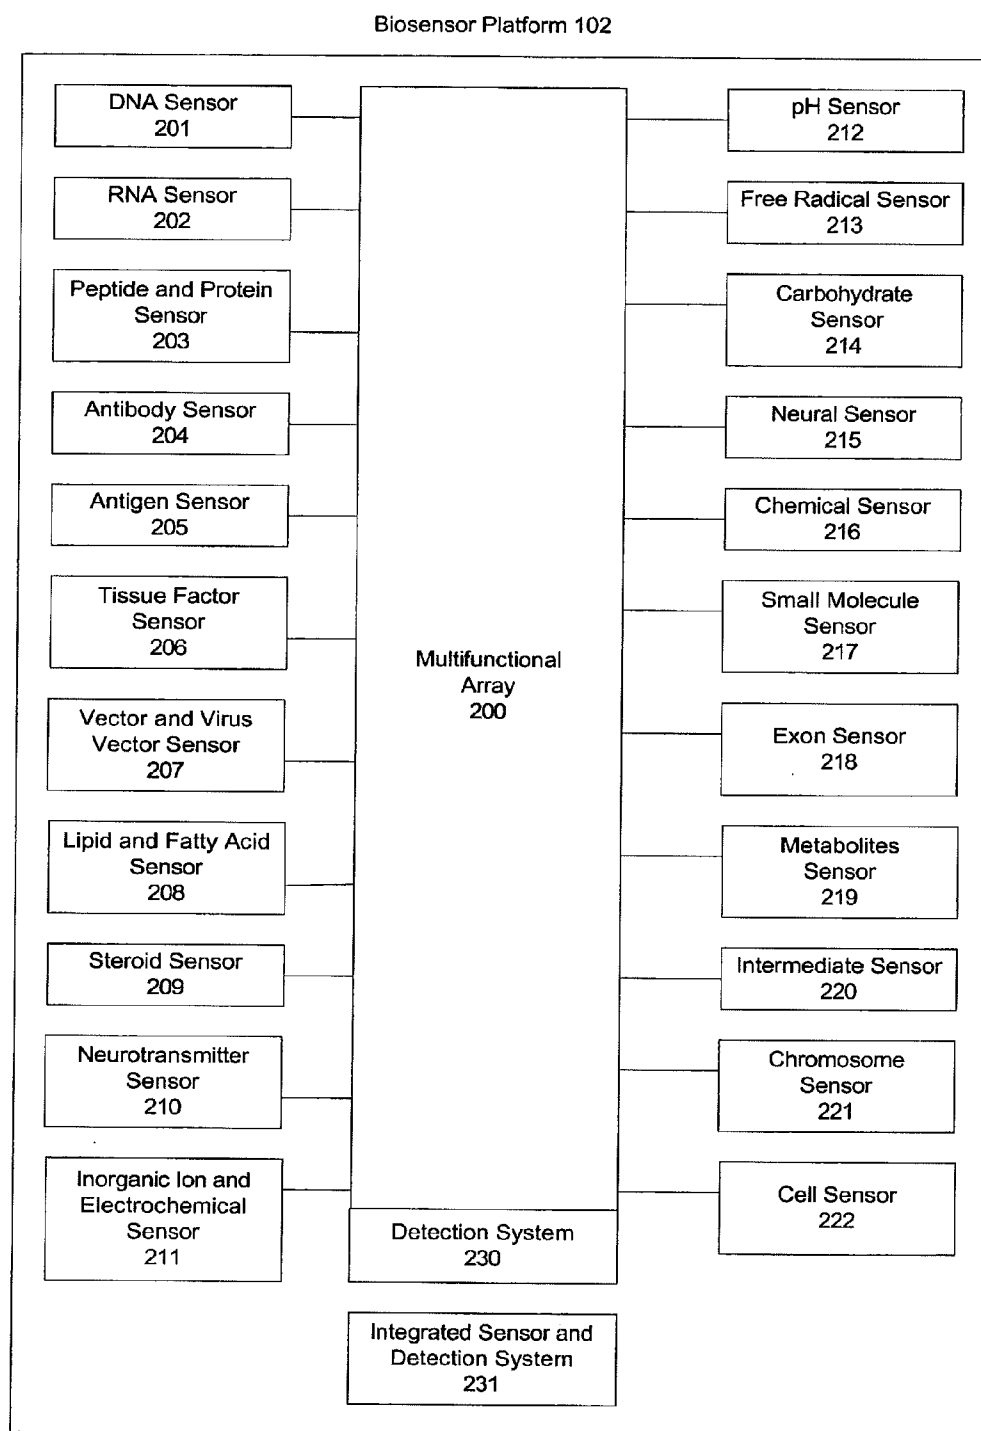 Biosensor Platform 102
DNA Sensor
201
RNA Sensor
202
Peptide and Protein
Sensor
203
Antibody Sensor
204
Antigen Sensor
205
Tissue Factor
Sensor
206
Vector and Virus
Vector Sensor
207
Lipid and Fatty Acid
Sensor
208
Steroid Sensor
209
Neurotransmitter
Sensor
210
Inorganic Ion and
Electrochemical
Sensor
211
Multifunctional
Array
200
Detection System
230
Integrated Sensor and
Detection System
231
pH Sensor
212
Free Radical Sensor
213
Carbohydrate
Sensor
214
Neural Sensor
215
Chemical Sensor
216
Small Molecule
Sensor
217
Exon Sensor
218
Metabolites
Sensor
219
Intermediate Sensor
220
Chromosome
Sensor
221
Cell Sensor
222